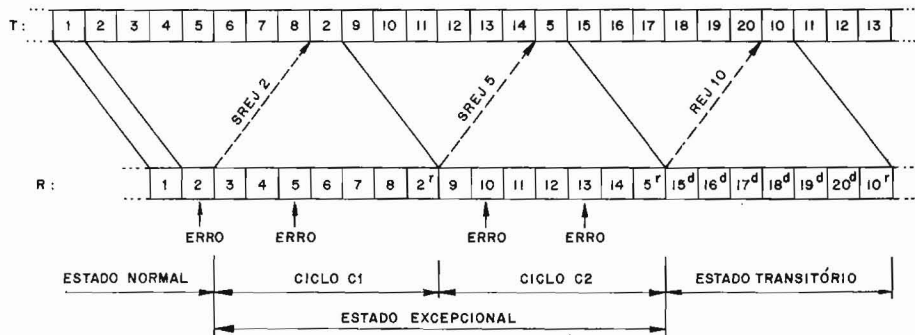 T: 1 2 3 4 5 6 7 8 2 9 10 11 12 13 14 5 15 16 17 18 19 20 10 11 12 13
SREJ 2
SREJ 5
REJ 10
R: 1 2 3 4 5 6 7 8 2ʳ 9 10 11 12 13 14 5ʳ 15ᵈ 16ᵈ 17ᵈ 18ᵈ 19ᵈ 20ᵈ 10ʳ
ERRO ERRO ERRO ERRO
ESTADO NORMAL CICLO C1 CICLO C2 ESTADO TRANSITÓRIO
ESTADO EXCEPCIONAL